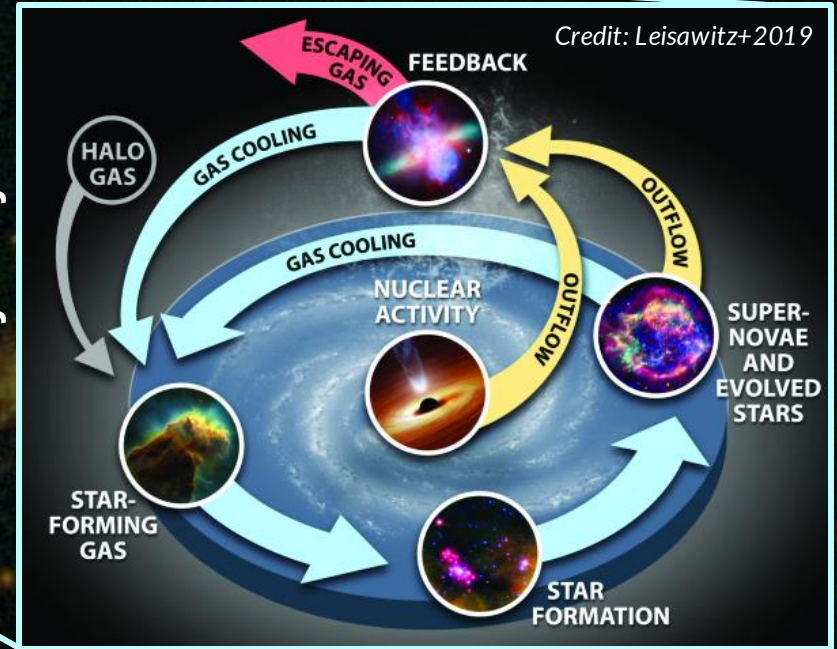 Credit: Leisawitz+2019
ESCAPING
GAS
FEEDBACK
HALO
GAS
GAS COOLING
OUTFLOW
GAS COOLING
NUCLEAR
ACTIVITY
OUTFLOW
SUPER-
NOVAE
AND
EVOLVED
STARS
STAR-
FORMING
GAS
STAR
FORMATION